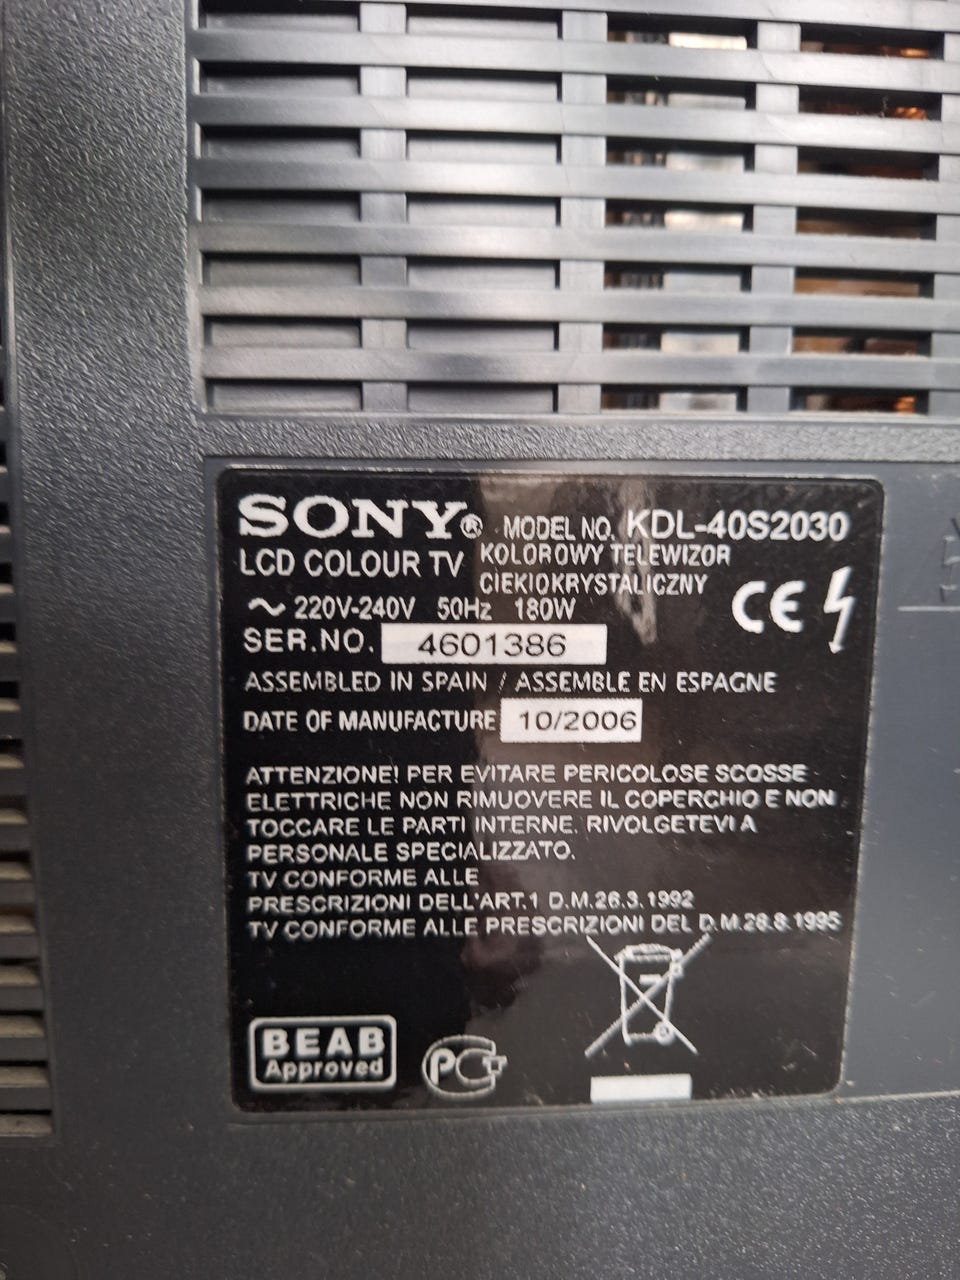 SONY® MODEL NO. KDL-40S2030
LCD COLOUR TV KOLOROWY TELEWIZOR
CIEKIOKRYSTALICZNY
~ 220V-240V 50Hz 180W
CE
SER.NO. 4601386
ASSEMBLED IN SPAIN / ASSEMBLE EN ESPAGNE
DATE OF MANUFACTURE 10/2006
ATTENZIONE! PER EVITARE PERICOLOSE SCOSSE
ELETTRICHE NON RIMUOVERE IL COPERCHIO E NON
TOCCARE LE PARTI INTERNE. RIVOLGETEVI A
PERSONALE SPECIALIZZATO.
TV CONFORME ALLE
PRESCRIZIONI DELL'ART.1 D.M.26.3.1992
TV CONFORME ALLE PRESCRIZIONI DEL D.M.28.8.1995
BEAB
Approved
PCT